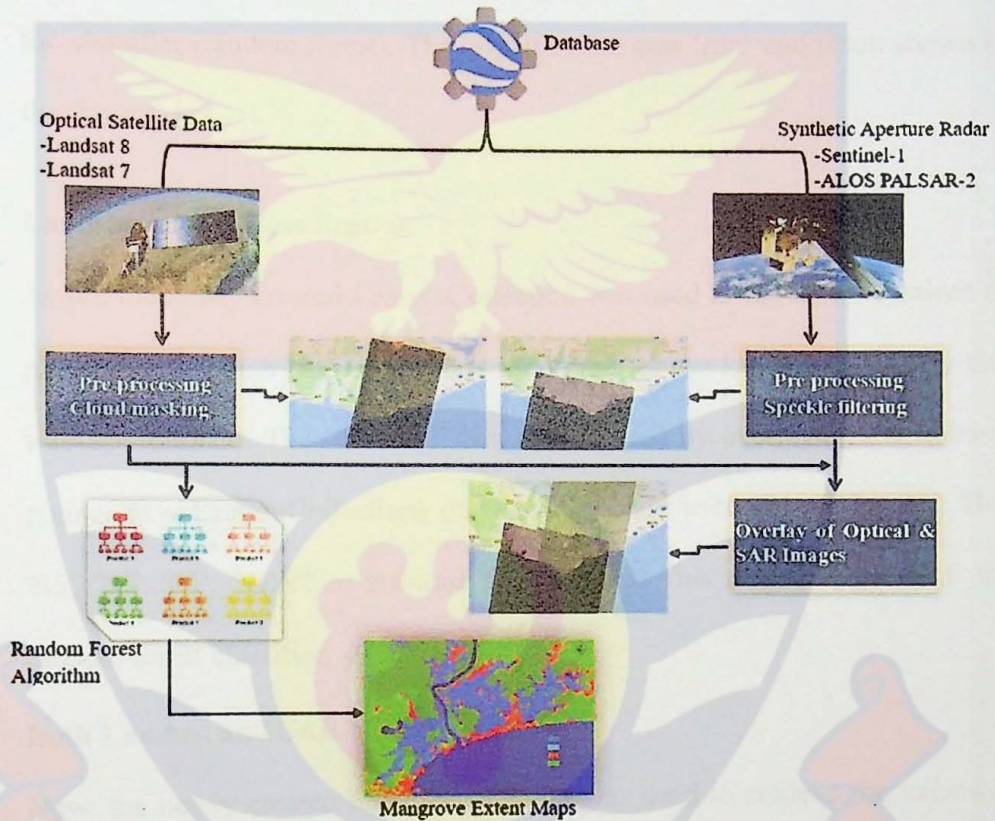 Database
Optical Satellite Data
-Landsat 8
-Landsat 7
Synthetic Aperture Radar
-Sentinel-1
-ALOS PALSAR-2
Pre processing
Cloud masking
Pre processing
Speckle filtering
Overlay of Optical &
SAR Images
Random Forest
Algorithm
Mangrove Extent Maps